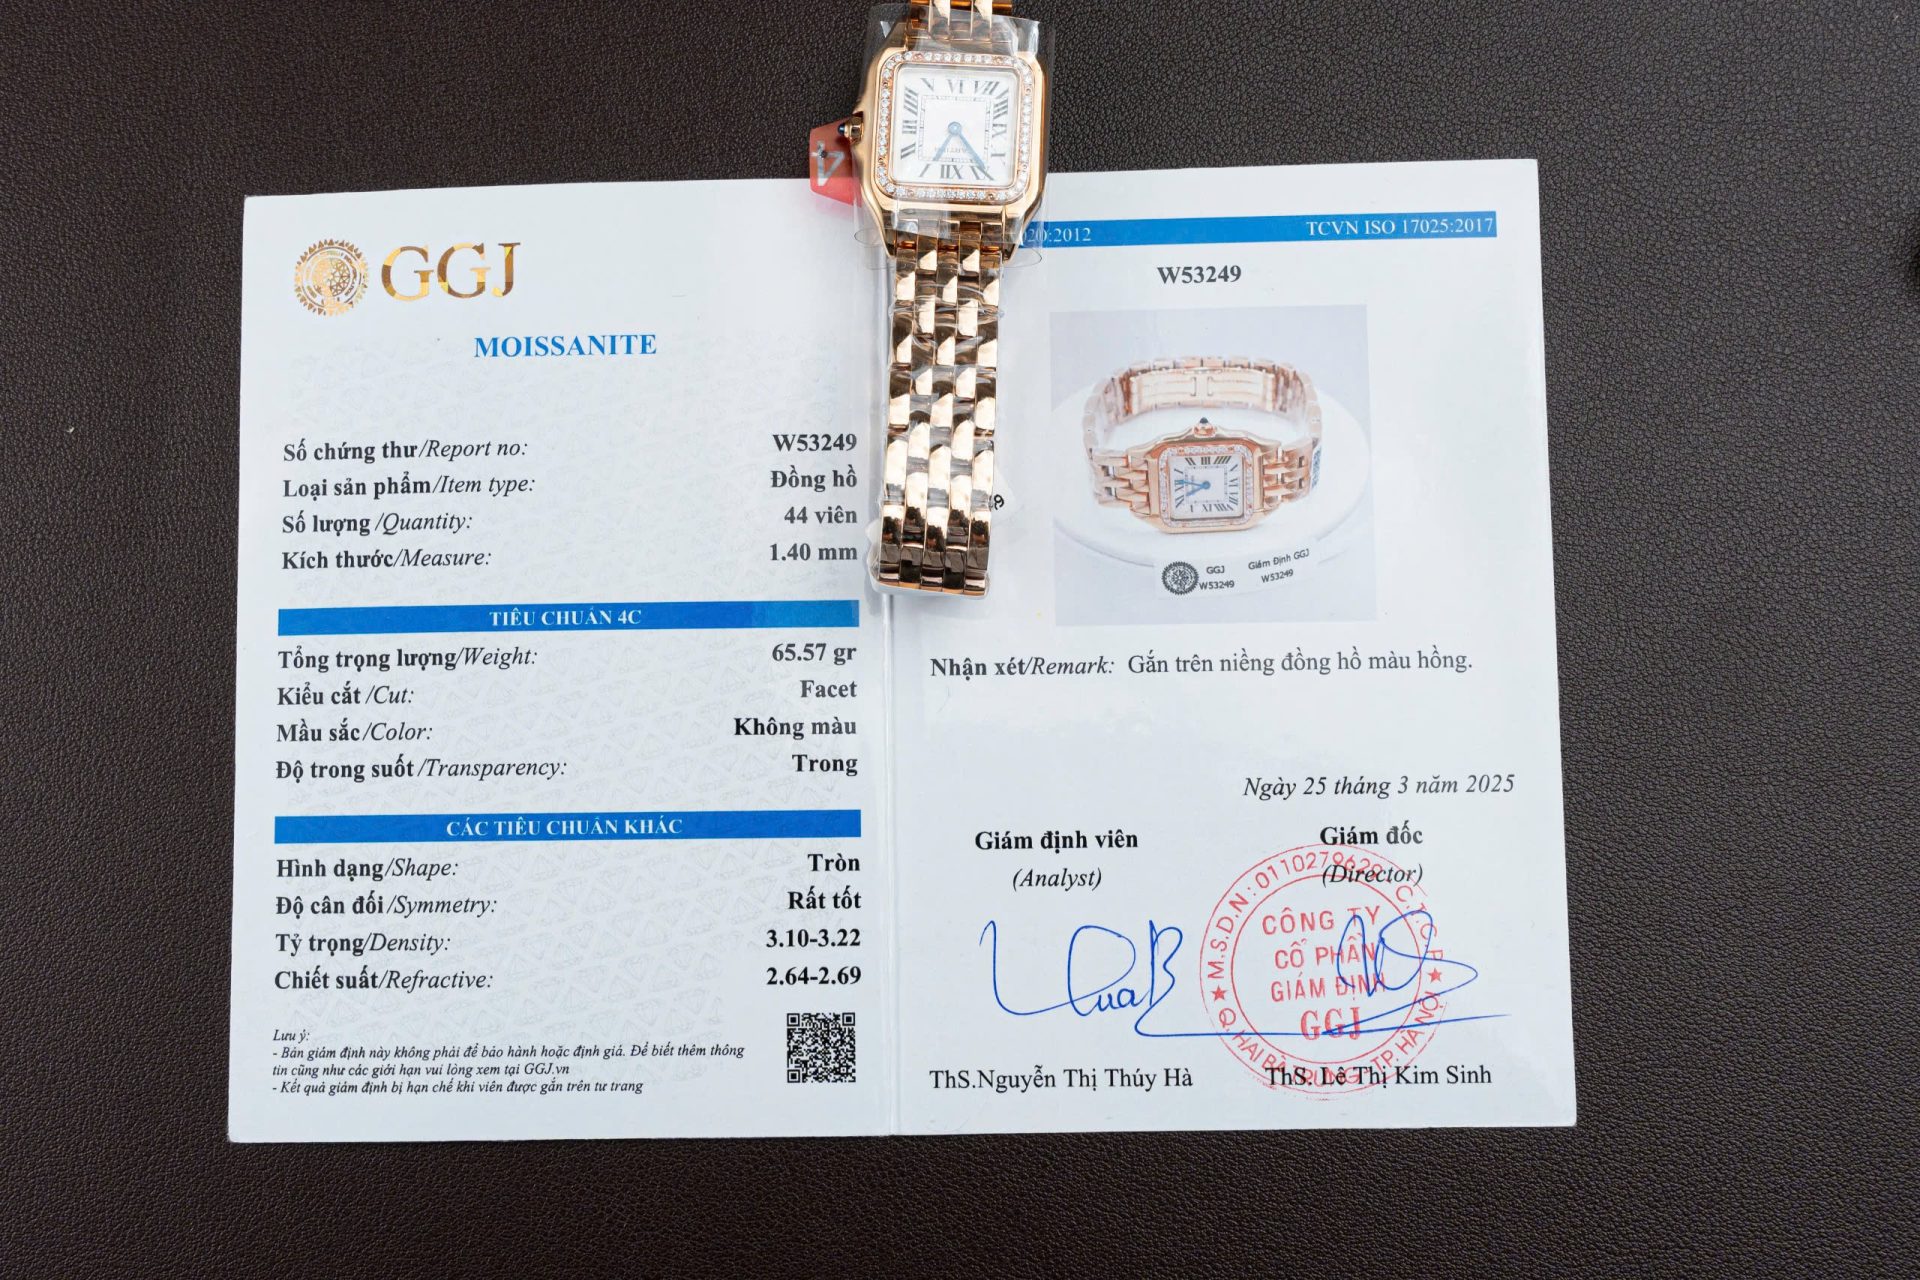 GGJ
MOISSANITE
Số chứng thư/Report no: W53249
Loại sản phẩm/Item type: Đồng hồ
Số lượng /Quantity: 44 viên
Kích thước/Measure: 1.40 mm
TIÊU CHUẨN 4C
Tổng trọng lượng/Weight: 65.57 gr
Kiểu cắt /Cut: Facet
Mầu sắc/Color: Không màu
Độ trong suốt /Transparency: Trong
CÁC TIÊU CHUẨN KHÁC
Hình dạng/Shape: Tròn
Độ cân đối /Symmetry: Rất tốt
Tỷ trọng/Density: 3.10-3.22
Chiết suất/Refractive: 2.64-2.69
Lưu ý:
- Bản giám định này không phải để bảo hành hoặc định giá. Để biết thêm thông
tin cũng như các giới hạn vui lòng xem tại GGJ.vn
- Kết quả giám định bị hạn chế khi viên được gắn trên tư trang
:2012 TCVN ISO 17025:2017
W53249
GGJ
W53249
Giám Định GGJ
W53249
Nhận xét/Remark: Gắn trên niềng đồng hồ màu hồng.
Ngày 25 tháng 3 năm 2025
Giám định viên
(Analyst)
Giám đốc
(Director)
M.S.D.N: 0110279629 C.T.C.P
CÔNG TY
CỔ PHẦN
GIÁM ĐỊNH
GGJ
Q. HAI BÀ TRƯNG - TP. HÀ NỘI
ThS.Nguyễn Thị Thúy Hà
ThS. Lê Thị Kim Sinh